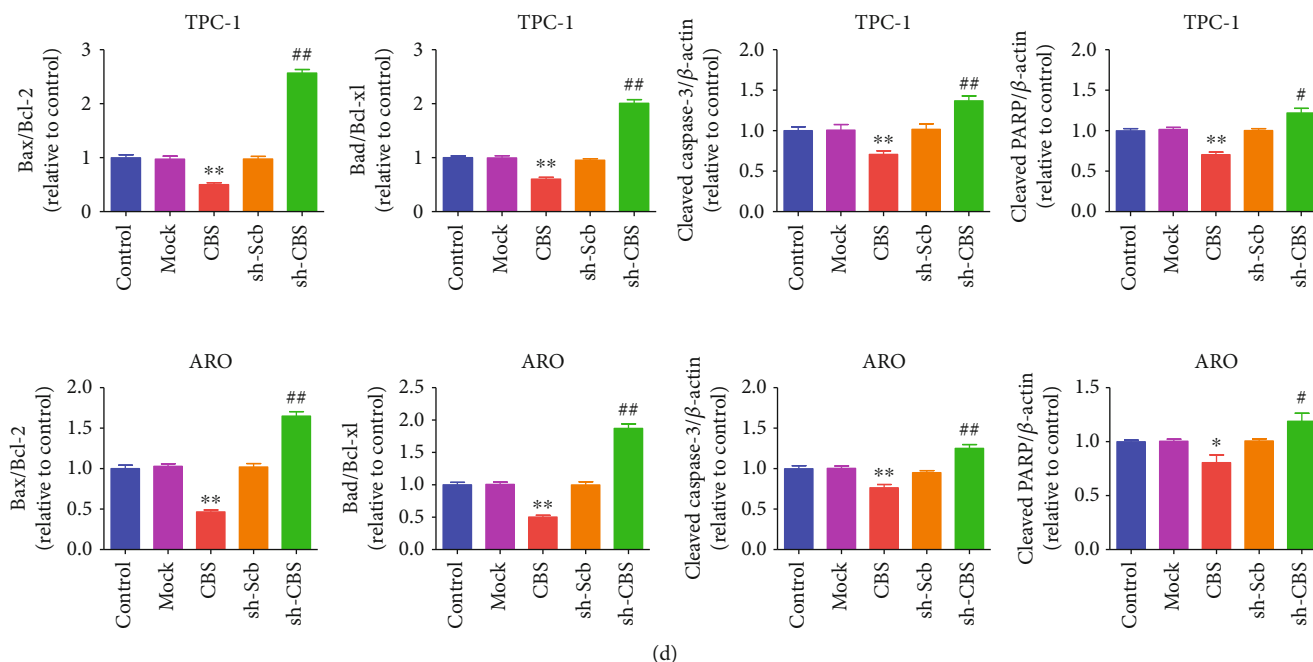 TPC-1
Bax/Bcl-2
(relative to control)
3
2
1
0
**
##
Control
Mock
CBS
sh-Scb
sh-CBS
TPC-1
Bad/Bcl-xl
(relative to control)
3
2
1
0
**
##
Control
Mock
CBS
sh-Scb
sh-CBS
TPC-1
Cleaved caspase-3/β-actin
(relative to control)
2.0
1.5
1.0
0.5
0.0
**
##
Control
Mock
CBS
sh-Scb
sh-CBS
TPC-1
Cleaved PARP/β-actin
(relative to control)
2.0
1.5
1.0
0.5
0.0
**
#
Control
Mock
CBS
sh-Scb
sh-CBS
ARO
Bax/Bcl-2
(relative to control)
2.0
1.5
1.0
0.5
0.0
**
##
Control
Mock
CBS
sh-Scb
sh-CBS
ARO
Bad/Bcl-xl
(relative to control)
2.5
2.0
1.5
1.0
0.5
0.0
**
##
Control
Mock
CBS
sh-Scb
sh-CBS
ARO
Cleaved caspase-3/β-actin
(relative to control)
2.0
1.5
1.0
0.5
0.0
**
##
Control
Mock
CBS
sh-Scb
sh-CBS
ARO
Cleaved PARP/β-actin
(relative to control)
1.5
1.0
0.5
0.0
*
#
Control
Mock
CBS
sh-Scb
sh-CBS
(d)